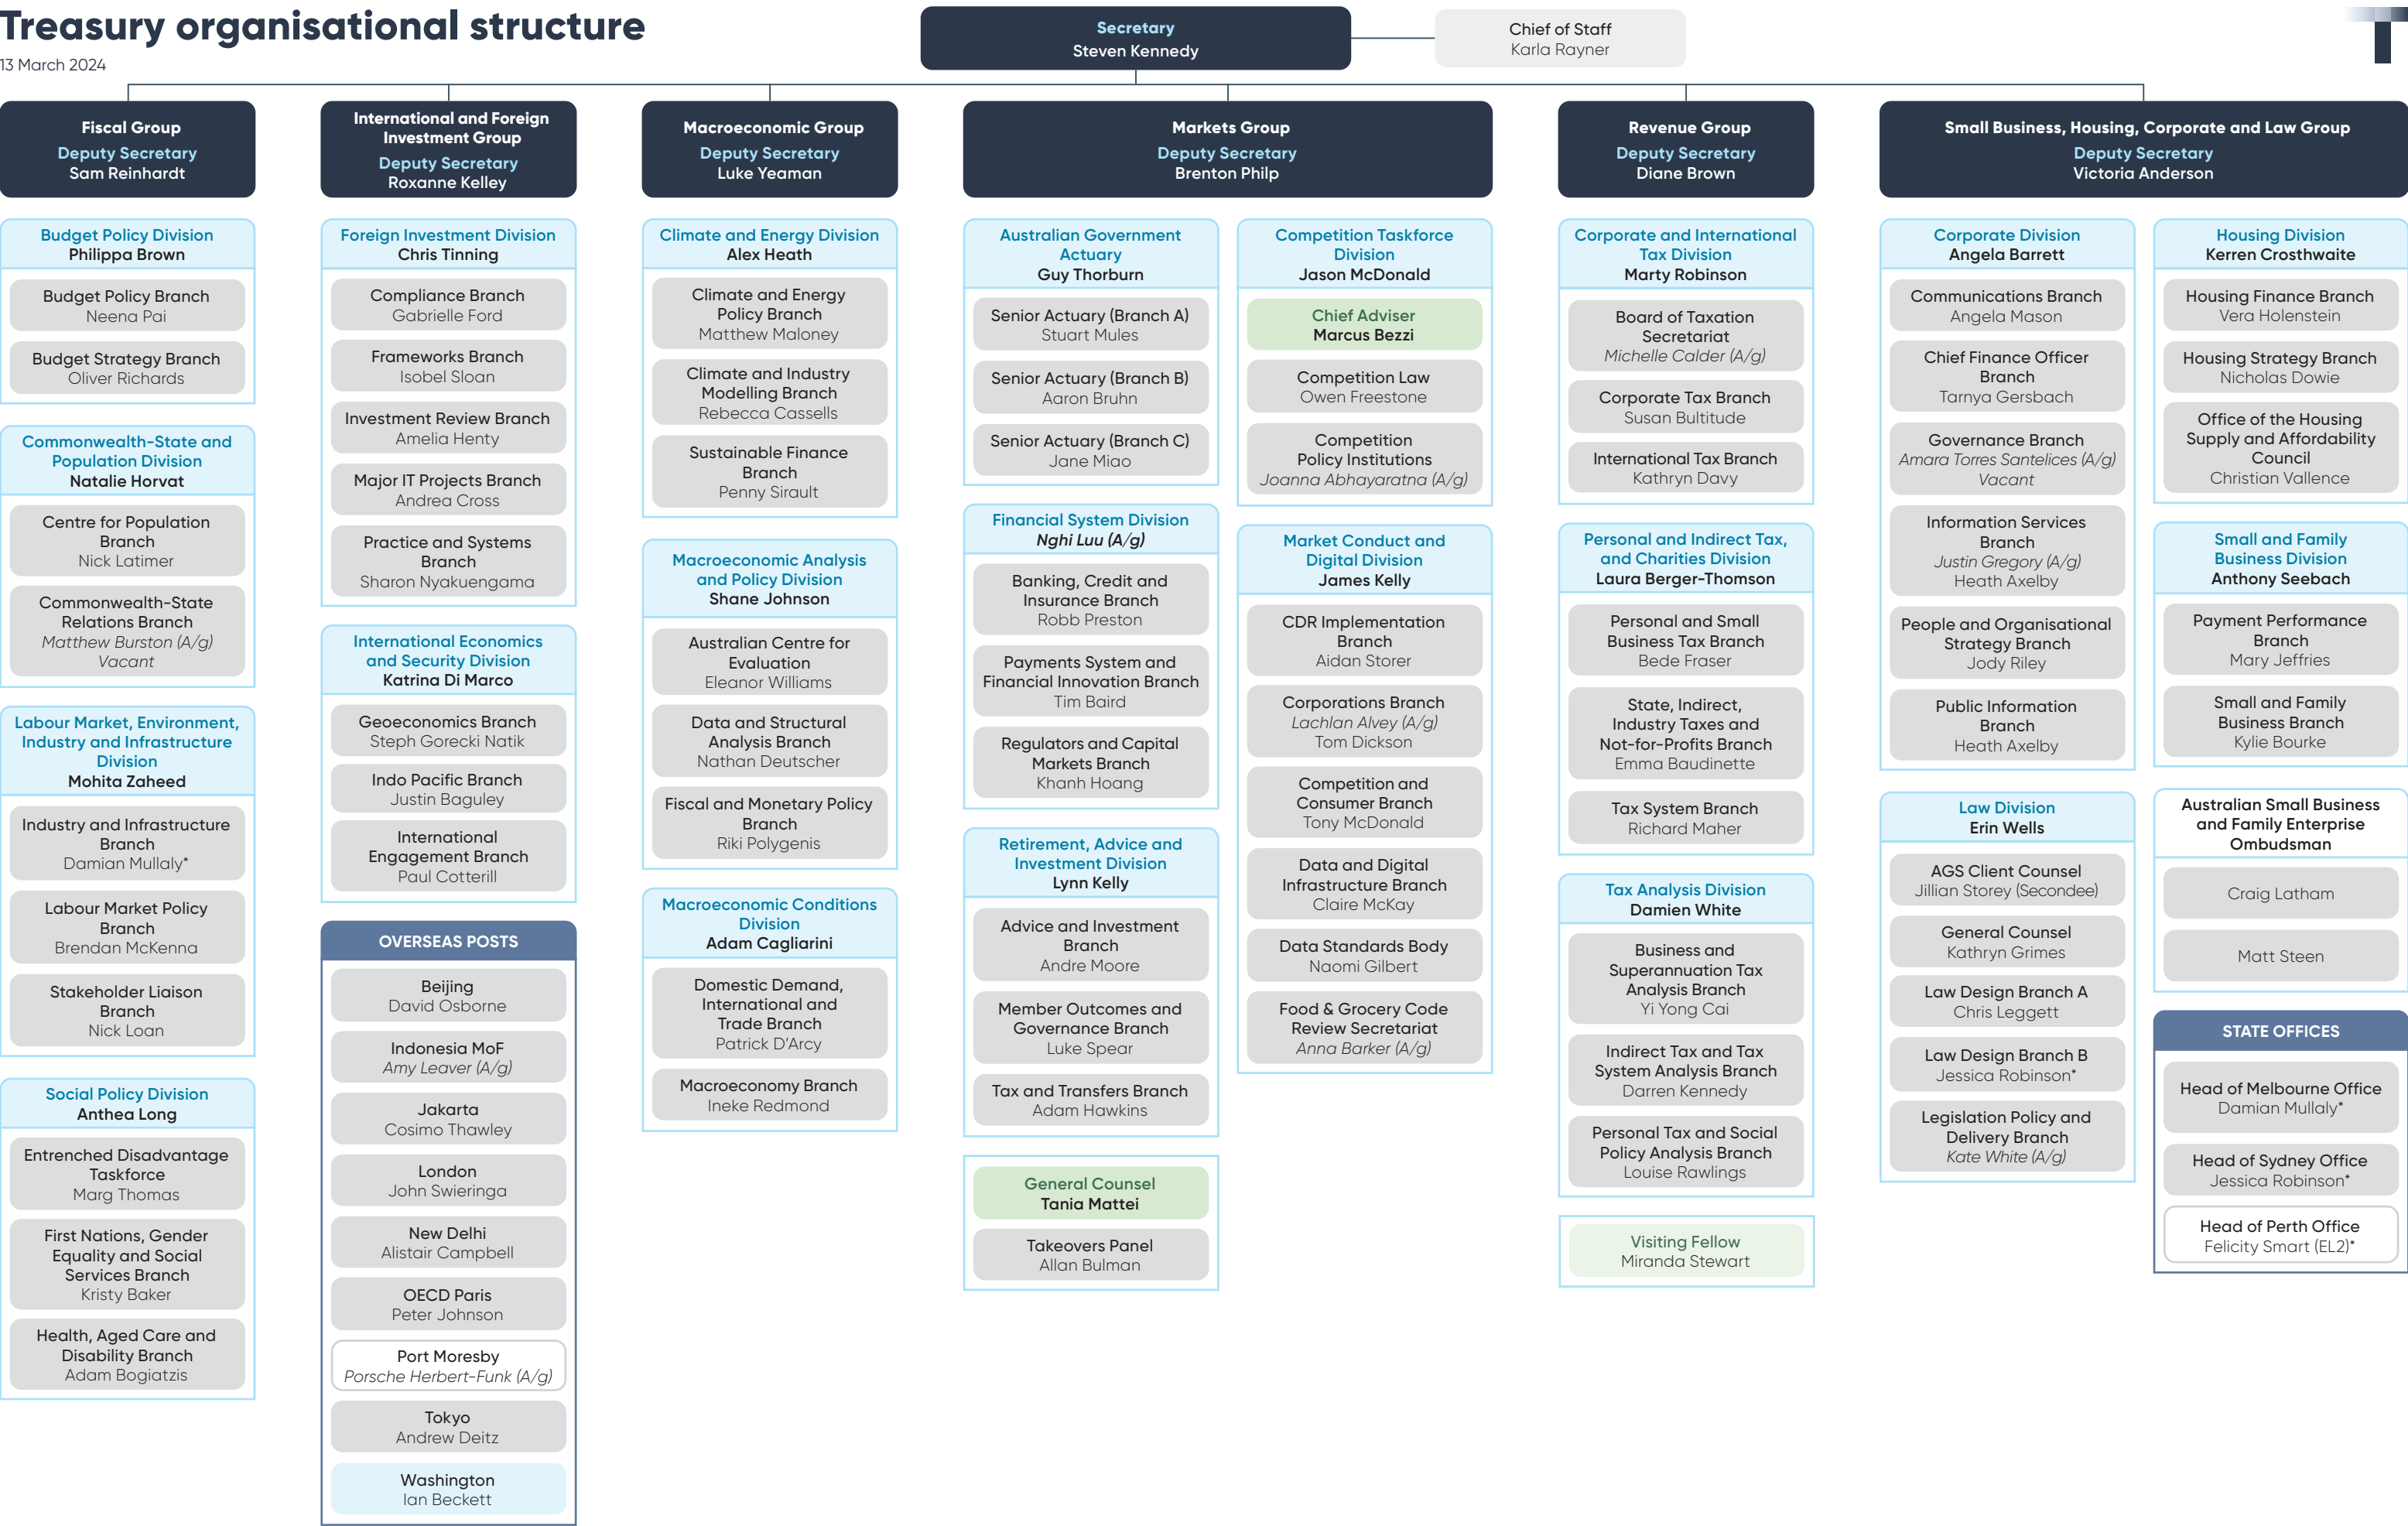 Treasury organisational structure
13 March 2024
Secretary
Steven Kennedy
Chief of Staff
Karla Rayner
Fiscal Group
Deputy Secretary
Sam Reinhardt
Budget Policy Division
Philippa Brown
Budget Policy Branch
Neena Pai
Budget Strategy Branch
Oliver Richards
Commonwealth-State and
Population Division
Natalie Horvat
Centre for Population
Branch
Nick Latimer
Commonwealth-State
Relations Branch
Matthew Burston (A/g)
Vacant
Labour Market, Environment,
Industry and Infrastructure
Division
Mohita Zaheed
Industry and Infrastructure
Branch
Damian Mullaly*
Labour Market Policy
Branch
Brendan McKenna
Stakeholder Liaison
Branch
Nick Loan
Social Policy Division
Anthea Long
Entrenched Disadvantage
Taskforce
Marg Thomas
First Nations, Gender
Equality and Social
Services Branch
Kristy Baker
Health, Aged Care and
Disability Branch
Adam Bogiatzis
International and Foreign
Investment Group
Deputy Secretary
Roxanne Kelley
Foreign Investment Division
Chris Tinning
Compliance Branch
Gabrielle Ford
Frameworks Branch
Isobel Sloan
Investment Review Branch
Amelia Henty
Major IT Projects Branch
Andrea Cross
Practice and Systems
Branch
Sharon Nyakuengama
International Economics
and Security Division
Katrina Di Marco
Geoeconomics Branch
Steph Gorecki Natik
Indo Pacific Branch
Justin Baguley
International
Engagement Branch
Paul Cotterill
OVERSEAS POSTS
Beijing
David Osborne
Indonesia MoF
Amy Leaver (A/g)
Jakarta
Cosimo Thawley
London
John Swieringa
New Delhi
Alistair Campbell
OECD Paris
Peter Johnson
Port Moresby
Porsche Herbert-Funk (A/g)
Tokyo
Andrew Deitz
Washington
Ian Beckett
Macroeconomic Group
Deputy Secretary
Luke Yeaman
Climate and Energy Division
Alex Heath
Climate and Energy
Policy Branch
Matthew Maloney
Climate and Industry
Modelling Branch
Rebecca Cassells
Sustainable Finance
Branch
Penny Sirault
Macroeconomic Analysis
and Policy Division
Shane Johnson
Australian Centre for
Evaluation
Eleanor Williams
Data and Structural
Analysis Branch
Nathan Deutscher
Fiscal and Monetary Policy
Branch
Riki Polygenis
Macroeconomic Conditions
Division
Adam Cagliarini
Domestic Demand,
International and
Trade Branch
Patrick D'Arcy
Macroeconomy Branch
Ineke Redmond
Markets Group
Deputy Secretary
Brenton Philp
Australian Government
Actuary
Guy Thorburn
Senior Actuary (Branch A)
Stuart Mules
Senior Actuary (Branch B)
Aaron Bruhn
Senior Actuary (Branch C)
Jane Miao
Financial System Division
Nghi Luu (A/g)
Banking, Credit and
Insurance Branch
Robb Preston
Payments System and
Financial Innovation Branch
Tim Baird
Regulators and Capital
Markets Branch
Khanh Hoang
Retirement, Advice and
Investment Division
Lynn Kelly
Advice and Investment
Branch
Andre Moore
Member Outcomes and
Governance Branch
Luke Spear
Tax and Transfers Branch
Adam Hawkins
General Counsel
Tania Mattei
Takeovers Panel
Allan Bulman
Competition Taskforce
Division
Jason McDonald
Chief Adviser
Marcus Bezzi
Competition Law
Owen Freestone
Competition
Policy Institutions
Joanna Abhayaratna (A/g)
Market Conduct and
Digital Division
James Kelly
CDR Implementation
Branch
Aidan Storer
Corporations Branch
Lachlan Alvey (A/g)
Tom Dickson
Competition and
Consumer Branch
Tony McDonald
Data and Digital
Infrastructure Branch
Claire McKay
Data Standards Body
Naomi Gilbert
Food & Grocery Code
Review Secretariat
Anna Barker (A/g)
Revenue Group
Deputy Secretary
Diane Brown
Corporate and International
Tax Division
Marty Robinson
Board of Taxation
Secretariat
Michelle Calder (A/g)
Corporate Tax Branch
Susan Bultitude
International Tax Branch
Kathryn Davy
Personal and Indirect Tax,
and Charities Division
Laura Berger-Thomson
Personal and Small
Business Tax Branch
Bede Fraser
State, Indirect,
Industry Taxes and
Not-for-Profits Branch
Emma Baudinette
Tax System Branch
Richard Maher
Tax Analysis Division
Damien White
Business and
Superannuation Tax
Analysis Branch
Yi Yong Cai
Indirect Tax and Tax
System Analysis Branch
Darren Kennedy
Personal Tax and Social
Policy Analysis Branch
Louise Rawlings
Visiting Fellow
Miranda Stewart
Small Business, Housing, Corporate and Law Group
Deputy Secretary
Victoria Anderson
Corporate Division
Angela Barrett
Communications Branch
Angela Mason
Chief Finance Officer
Branch
Tarnya Gersbach
Governance Branch
Amara Torres Santelices (A/g)
Vacant
Information Services
Branch
Justin Gregory (A/g)
Heath Axelby
People and Organisational
Strategy Branch
Jody Riley
Public Information
Branch
Heath Axelby
Law Division
Erin Wells
AGS Client Counsel
Jillian Storey (Secondee)
General Counsel
Kathryn Grimes
Law Design Branch A
Chris Leggett
Law Design Branch B
Jessica Robinson*
Legislation Policy and
Delivery Branch
Kate White (A/g)
Housing Division
Kerren Crosthwaite
Housing Finance Branch
Vera Holenstein
Housing Strategy Branch
Nicholas Dowie
Office of the Housing
Supply and Affordability
Council
Christian Vallence
Small and Family
Business Division
Anthony Seebach
Payment Performance
Branch
Mary Jeffries
Small and Family
Business Branch
Kylie Bourke
Australian Small Business
and Family Enterprise
Ombudsman
Craig Latham
Matt Steen
STATE OFFICES
Head of Melbourne Office
Damian Mullaly*
Head of Sydney Office
Jessica Robinson*
Head of Perth Office
Felicity Smart (EL2)*